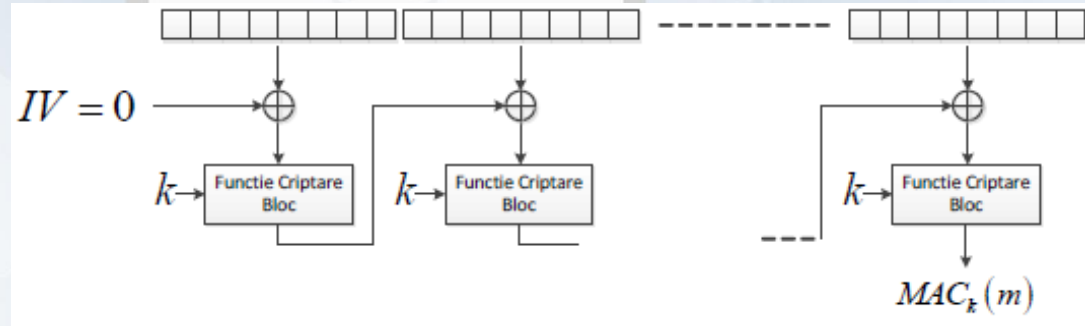 IV = 0
k
Functie Criptare
Bloc
k
Functie Criptare
Bloc
k
Functie Criptare
Bloc
MACₖ(m)